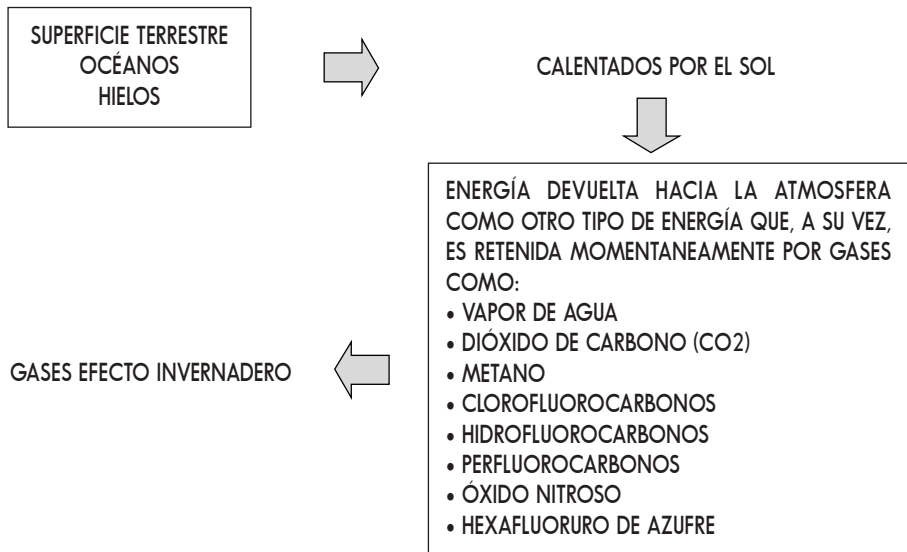 SUPERFICIE TERRESTRE
OCÉANOS
HIELOS
CALENTADOS POR EL SOL
ENERGÍA DEVUELTA HACIA LA ATMOSFERA
COMO OTRO TIPO DE ENERGÍA QUE, A SU VEZ,
ES RETENIDA MOMENTANEAMENTE POR GASES
COMO:
• VAPOR DE AGUA
• DIÓXIDO DE CARBONO (CO2)
• METANO
• CLOROFLUOROCARBONOS
• HIDROFLUOROCARBONOS
• PERFLUOROCARBONOS
• ÓXIDO NITROSO
• HEXAFLUORURO DE AZUFRE
GASES EFECTO INVERNADERO